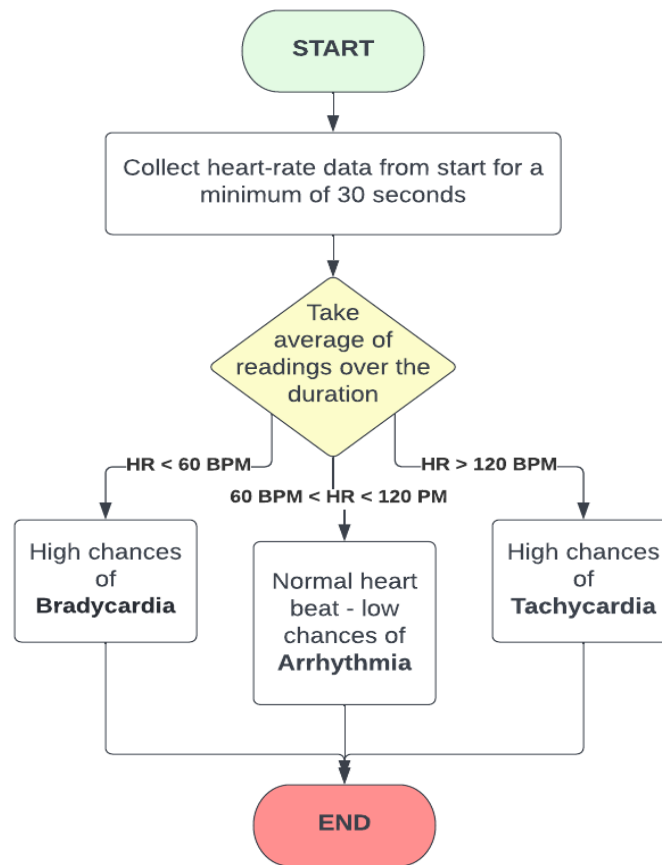 START
Collect heart-rate data from start for a
minimum of 30 seconds
Take
average of
readings over the
duration
HR < 60 BPM
HR > 120 BPM
60 BPM < HR < 120 PM
High chances
of
Bradycardia
Normal heart
beat - low
chances of
Arrhythmia
High chances
of
Tachycardia
END